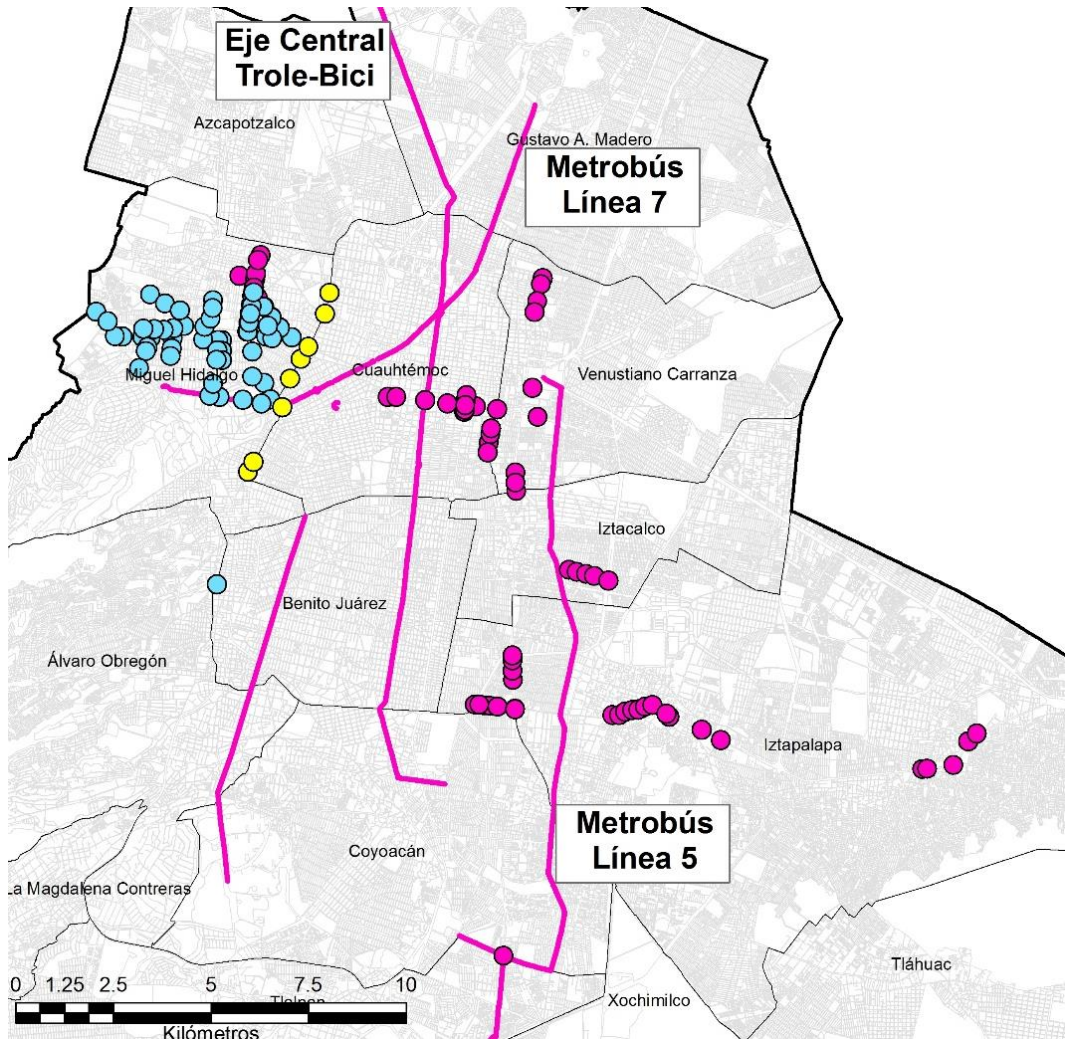 Eje Central
Trole-Bici
Azcapotzalco
Gustavo A. Madero
Metrobús
Línea 7
Miguel Hidalgo
Cuauhtémoc
Venustiano Carranza
Iztacalco
Benito Juárez
Álvaro Obregón
Iztapalapa
Metrobús
Línea 5
Coyoacán
La Magdalena Contreras
Tláhuac
0 1.25 2.5 5 7.5 10
Tlalpan
Xochimilco
Kilómetros